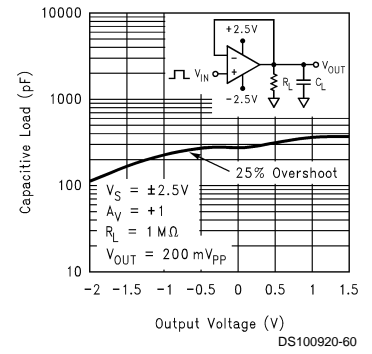 10000
1000
100
10
Capacitive Load (pF)
+2.5V
-
+
V_IN
-2.5V
V_OUT
R_L
C_L
25% Overshoot
V_S = ±2.5V
A_V = +1
R_L = 1 MΩ
V_OUT = 200 mV_PP
-2 -1.5 -1 -0.5 0 0.5 1 1.5
Output Voltage (V)
DS100920-60